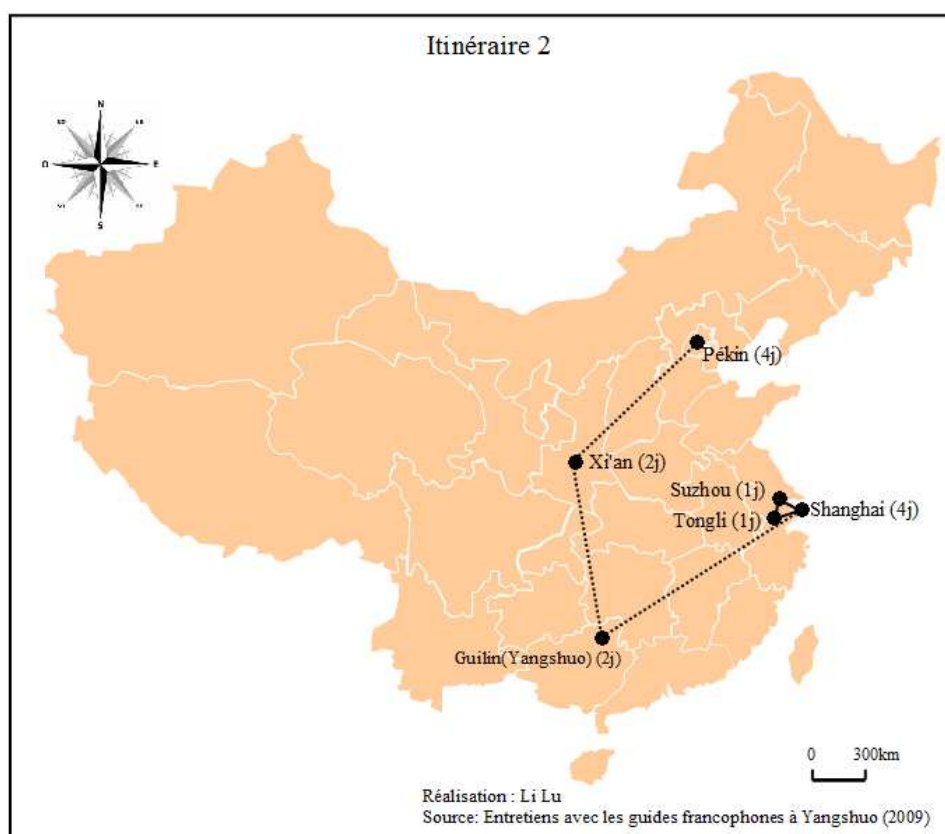 Itinéraire 2
N
O
E
S
Pékin (4j)
Xi'an (2j)
Suzhou (1j)
Shanghai (4j)
Tongli (1j)
Guilin(Yangshuo) (2j)
0 300km
Réalisation : Li Lu
Source: Entretiens avec les guides francophones à Yangshuo (2009)